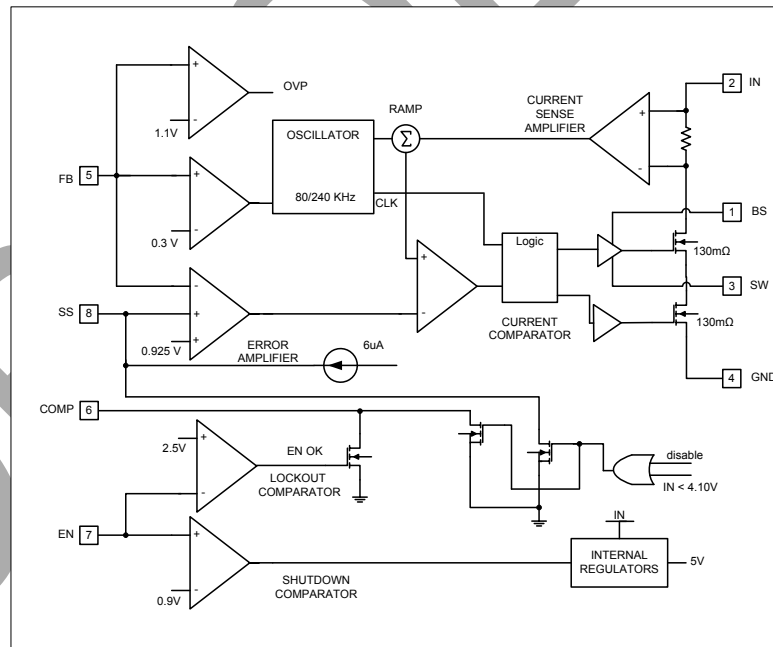 OVP
1.1V
FB 5
OSCILLATOR
80/240 KHz
CLK
RAMP
Σ
CURRENT
SENSE
AMPLIFIER
2 IN
+
-
+
-
0.3 V
+
-
Logic
1 BS
130mΩ
3 SW
130mΩ
4 GND
CURRENT
COMPARATOR
+
-
SS 8
-
+
+
0.925 V
ERROR
AMPLIFIER
6uA
COMP 6
2.5V
+
-
EN OK
LOCKOUT
COMPARATOR
disable
IN < 4.10V
EN 7
+
-
0.9V
SHUTDOWN
COMPARATOR
IN
INTERNAL
REGULATORS
5V